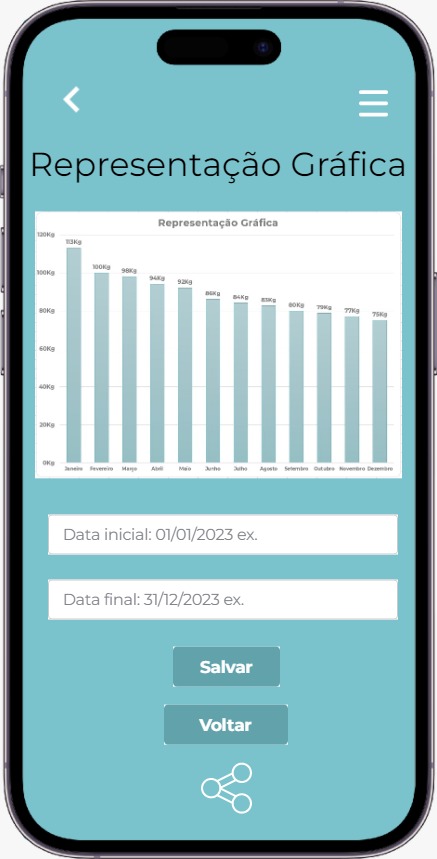 Representação Gráfica
Representação Gráfica
120Kg
113Kg
100Kg
100Kg
98Kg
94Kg
92Kg
86Kg
84Kg
83Kg
80Kg
79Kg
77Kg
75Kg
80Kg
60Kg
40Kg
20Kg
0Kg
Janeiro Fevereiro Março Abril Maio Junho Julho Agosto Setembro Outubro Novembro Dezembro
Data inicial: 01/01/2023 ex.
Data final: 31/12/2023 ex.
Salvar
Voltar